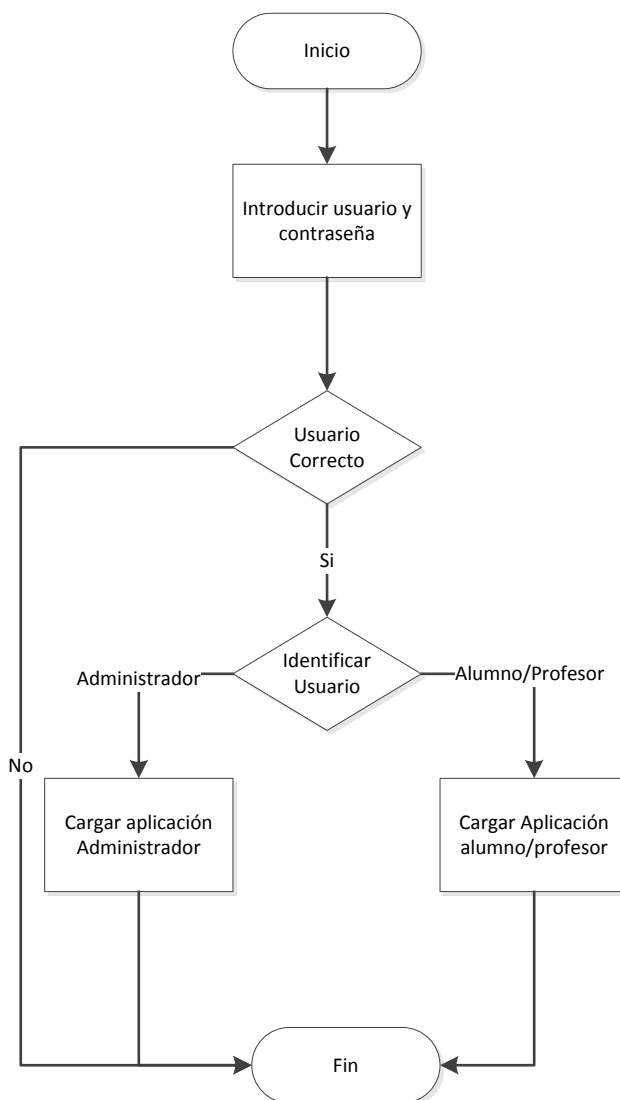 Inicio
Introducir usuario y
contraseña
Usuario
Correcto
Si
Identificar
Usuario
Administrador
Alumno/Profesor
No
Cargar aplicación
Administrador
Cargar Aplicación
alumno/profesor
Fin